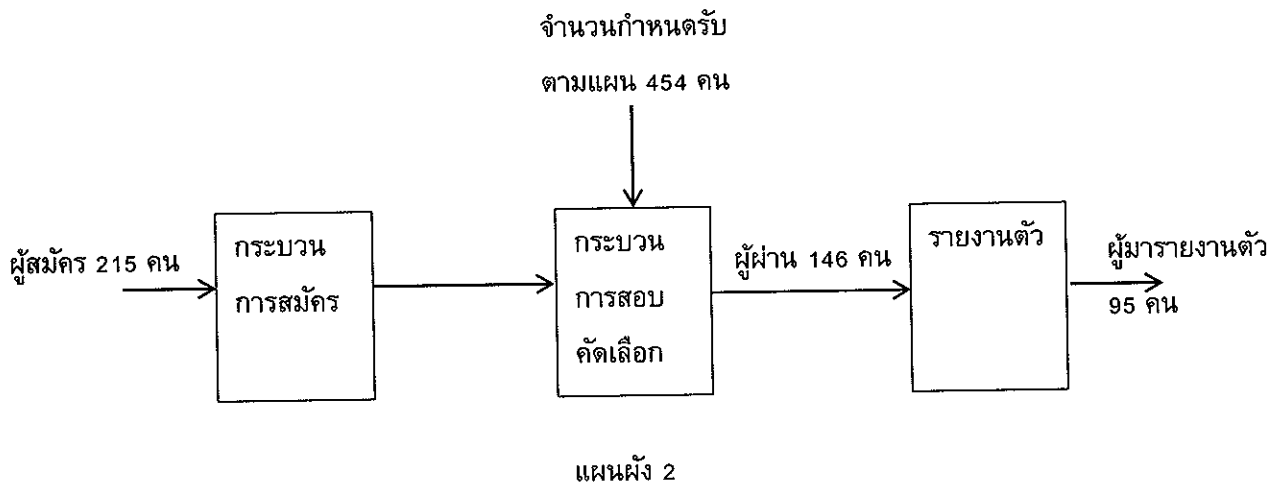 จำนวนกำหนดรับ
ตามแผน 454 คน
ผู้สมัคร 215 คน
กระบวน
การสมัคร
กระบวน
การสอบ
คัดเลือก
ผู้ผ่าน 146 คน
รายงานตัว
ผู้มารายงานตัว
95 คน
แผนผัง 2